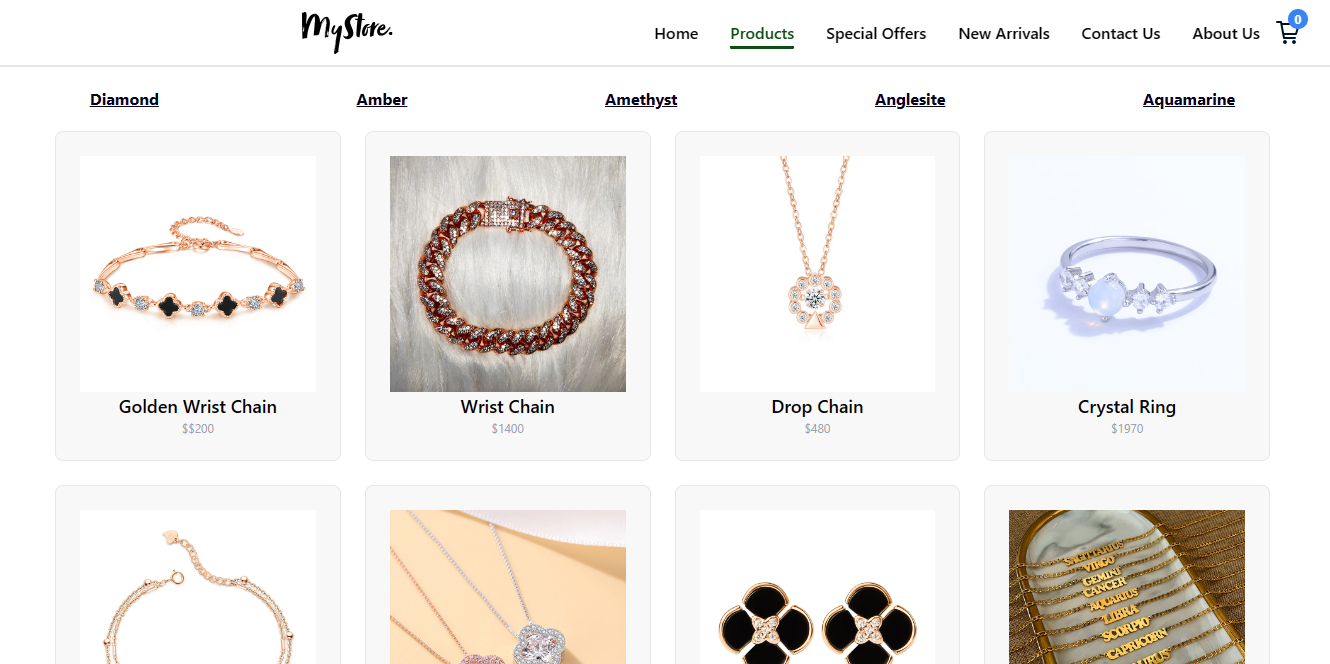 MyStore.
Home Products Special Offers New Arrivals Contact Us About Us 0
Diamond Amber Amethyst Anglesite Aquamarine
Golden Wrist Chain
$$200
Wrist Chain
$1400
Drop Chain
$480
Crystal Ring
$1970
SAGITTARIUS
VIRGO
GEMINI
CANCER
AQUARIUS
LIBRA
SCORPIO
CAPRICORN